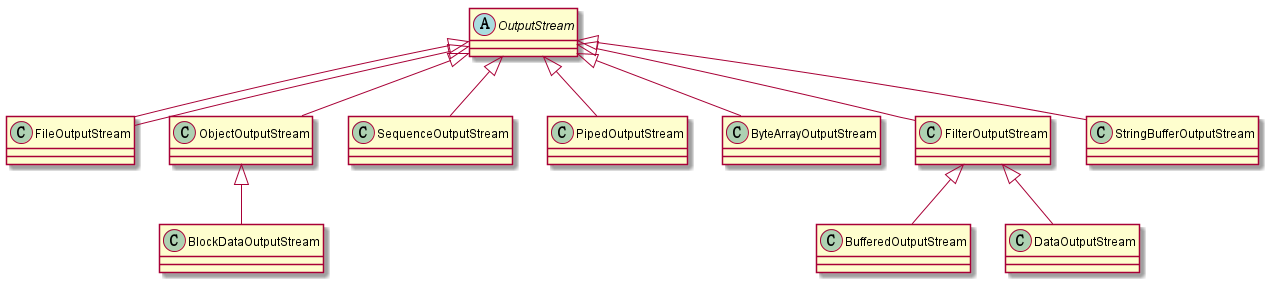 A OutputStream
C FileOutputStream
C ObjectOutputStream
C SequenceOutputStream
C PipedOutputStream
C ByteArrayOutputStream
C FilterOutputStream
C StringBufferOutputStream
C BlockDataOutputStream
C BufferedOutputStream
C DataOutputStream